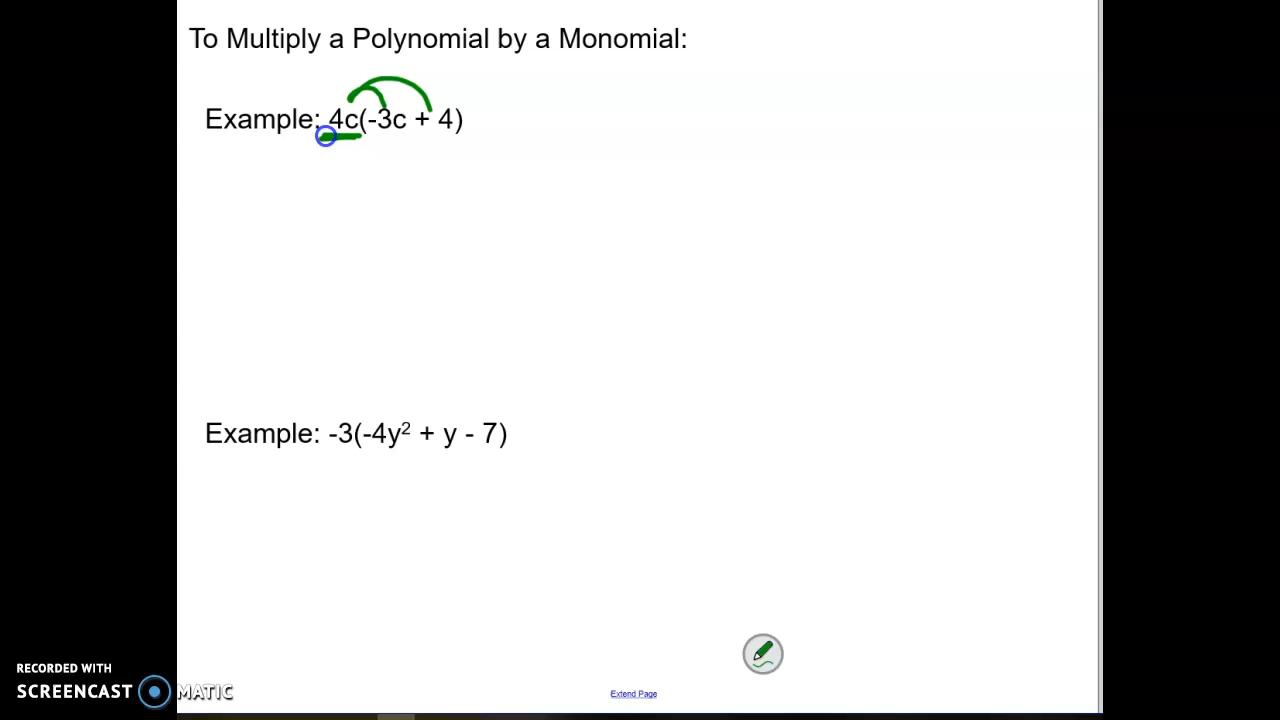 To Multiply a Polynomial by a Monomial:
Example: 4c(-3c + 4)
Example: -3(-4y² + y - 7)
RECORDED WITH
SCREENCAST MATIC
Extend Page